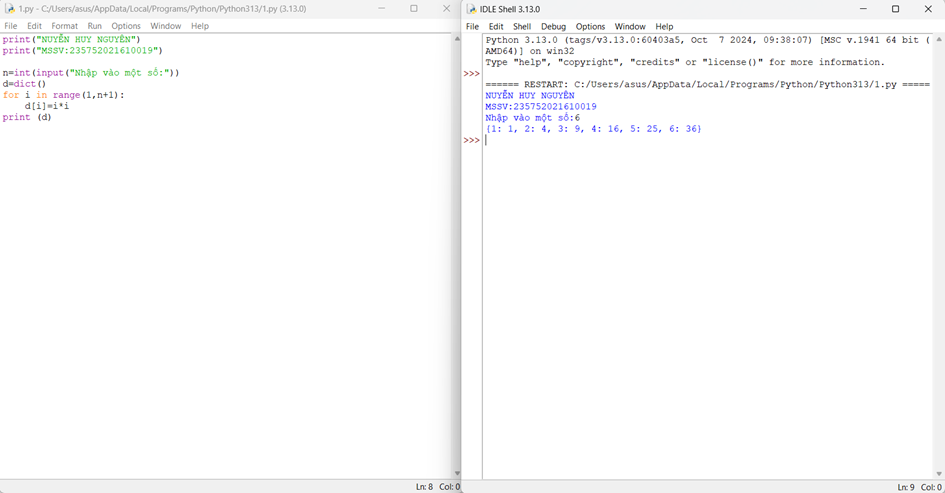 1.py - C:/Users/asus/AppData/Local/Programs/Python/Python313/1.py (3.13.0)
File Edit Format Run Options Window Help
print("NUYỄN HUY NGUYÊN")
print("MSSV:235752021610019")
n=int(input("Nhập vào một số:"))
d=dict()
for i in range(1,n+1):
    d[i]=i*i
print (d)
Ln: 8 Col: 0
IDLE Shell 3.13.0
File Edit Shell Debug Options Window Help
Python 3.13.0 (tags/v3.13.0:60403a5, Oct  7 2024, 09:38:07) [MSC v.1941 64 bit (
AMD64)] on win32
Type "help", "copyright", "credits" or "license()" for more information.
>>>
====== RESTART: C:/Users/asus/AppData/Local/Programs/Python/Python313/1.py =====
NUYỄN HUY NGUYÊN
MSSV:235752021610019
Nhập vào một số:6
{1: 1, 2: 4, 3: 9, 4: 16, 5: 25, 6: 36}
>>>
Ln: 9 Col: 0